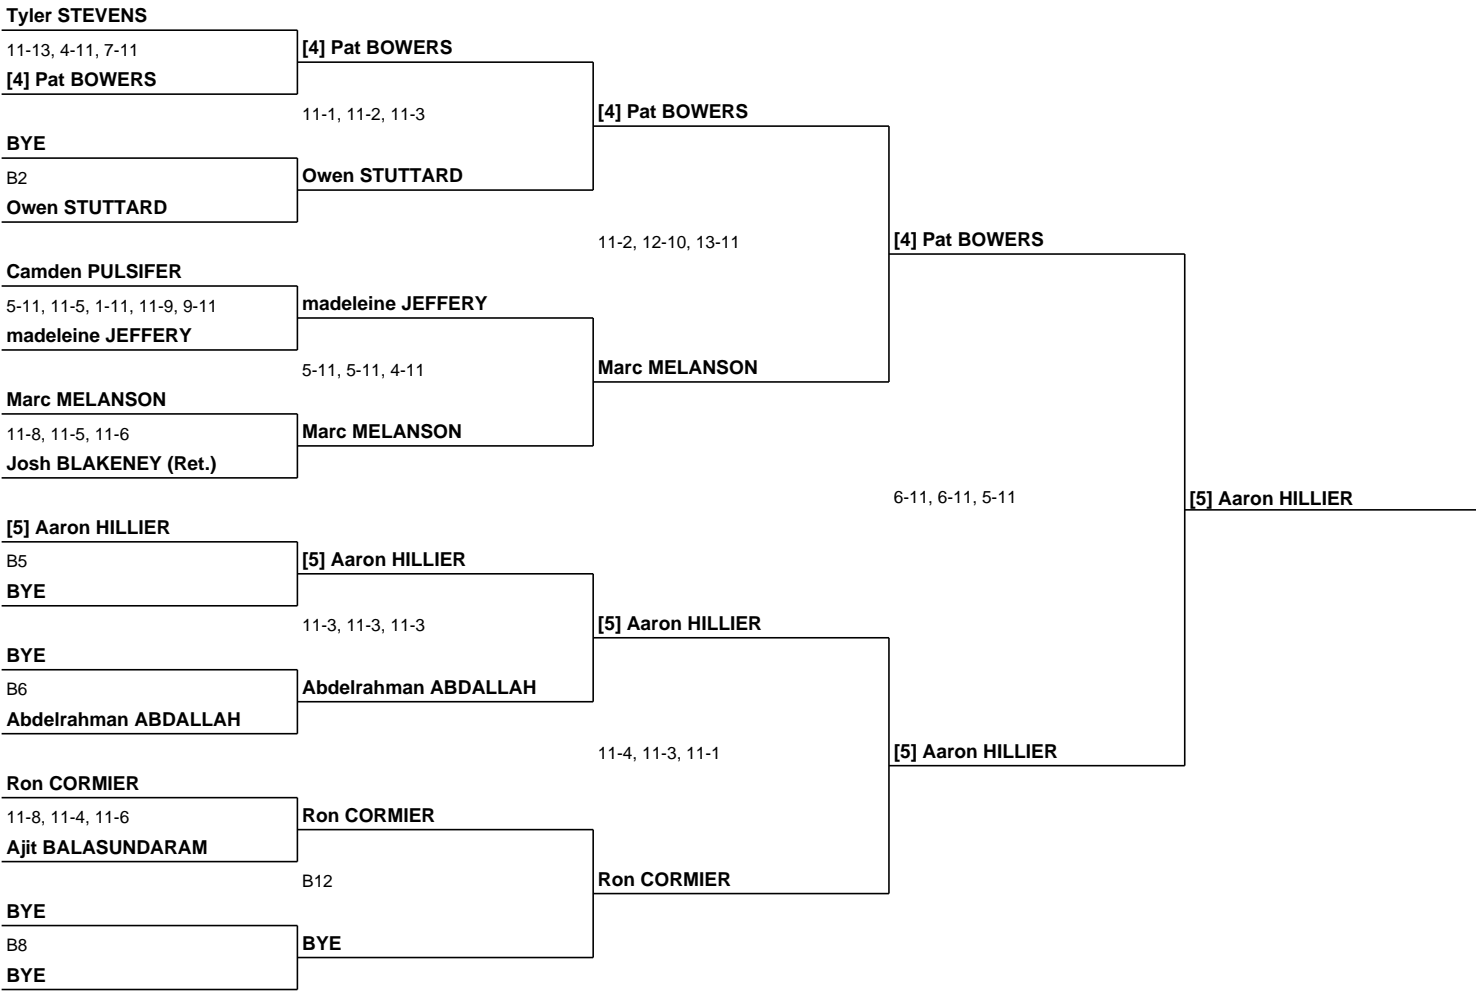 Tyler STEVENS
11-13, 4-11, 7-11
[4] Pat BOWERS
BYE
B2
Owen STUTTARD
Camden PULSIFER
5-11, 11-5, 1-11, 11-9, 9-11
madeleine JEFFERY
Marc MELANSON
11-8, 11-5, 11-6
Josh BLAKENEY (Ret.)
[5] Aaron HILLIER
B5
BYE
BYE
B6
Abdelrahman ABDALLAH
Ron CORMIER
11-8, 11-4, 11-6
Ajit BALASUNDARAM
BYE
B8
BYE
[4] Pat BOWERS
11-1, 11-2, 11-3
Owen STUTTARD
madeleine JEFFERY
5-11, 5-11, 4-11
Marc MELANSON
[5] Aaron HILLIER
11-3, 11-3, 11-3
Abdelrahman ABDALLAH
Ron CORMIER
B12
BYE
[4] Pat BOWERS
11-2, 12-10, 13-11
Marc MELANSON
[5] Aaron HILLIER
11-4, 11-3, 11-1
Ron CORMIER
[4] Pat BOWERS
6-11, 6-11, 5-11
[5] Aaron HILLIER
[5] Aaron HILLIER